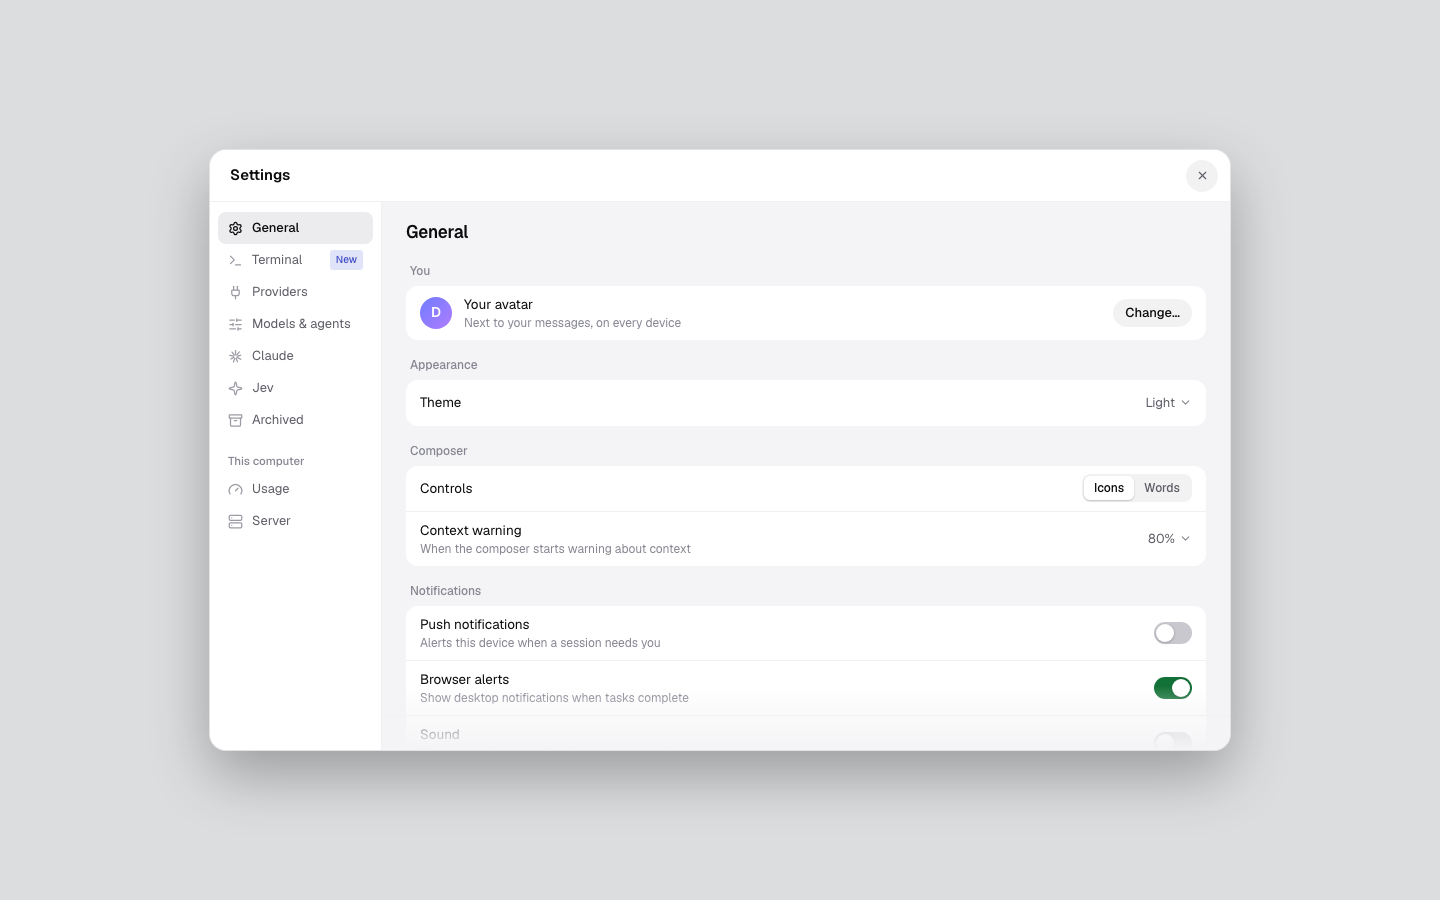 Settings
General
Terminal
New
Providers
Models & agents
Claude
Jev
Archived
This computer
Usage
Server
General
You
D
Your avatar
Next to your messages, on every device
Change...
Appearance
Theme
Light
Composer
Controls
Icons
Words
Context warning
When the composer starts warning about context
80%
Notifications
Push notifications
Alerts this device when a session needs you
Browser alerts
Show desktop notifications when tasks complete
Sound